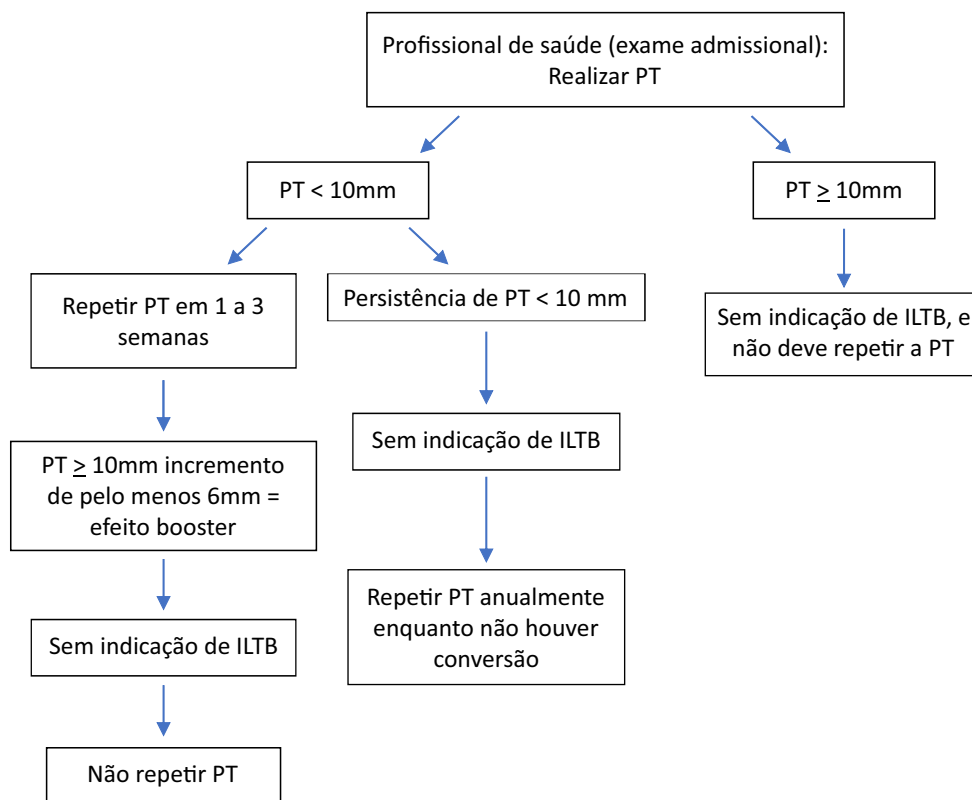 Profissional de saúde (exame admissional):
Realizar PT
PT < 10mm
PT ≥ 10mm
Repetir PT em 1 a 3
semanas
Persistência de PT < 10 mm
Sem indicação de ILTB, e
não deve repetir a PT
Sem indicação de ILTB
PT ≥ 10mm incremento
de pelo menos 6mm =
efeito booster
Repetir PT anualmente
enquanto não houver
conversão
Sem indicação de ILTB
Não repetir PT